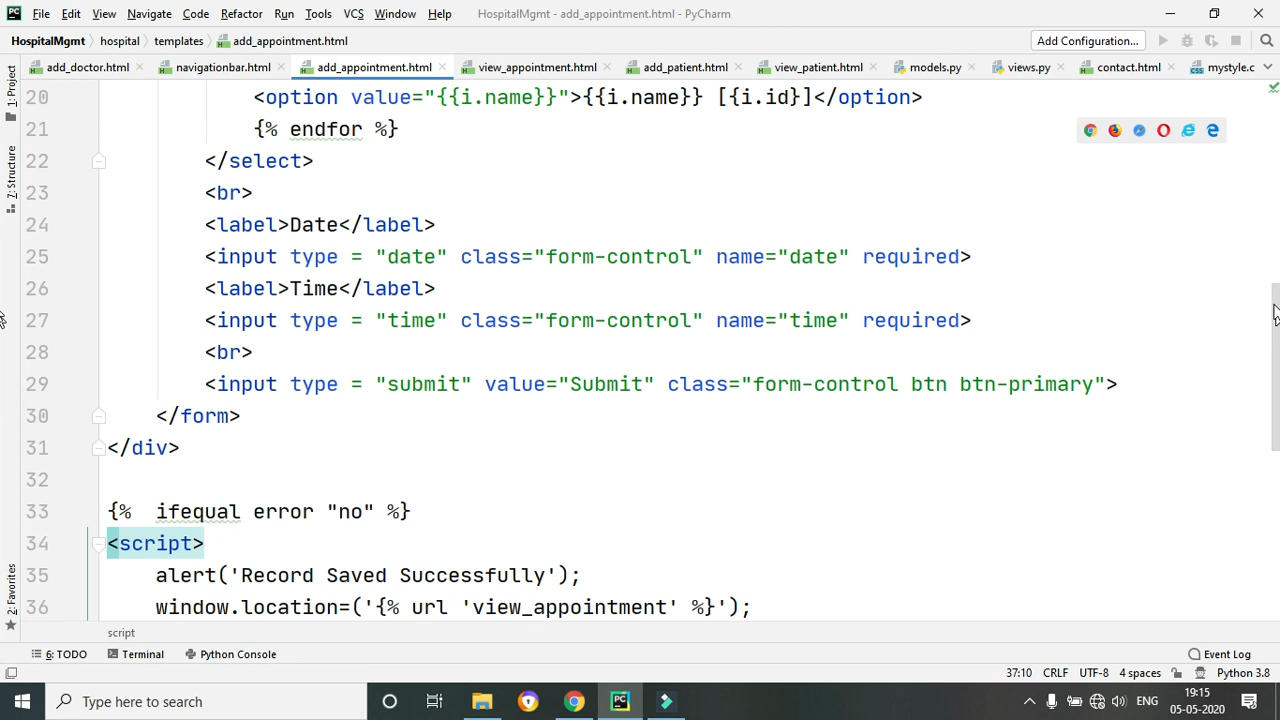 File Edit View Navigate Code Refactor Run Tools VCS Window Help HospitalMgmt - add_appointment.html - PyCharm
HospitalMgmt hospital templates add_appointment.html Add Configuration...
add_doctor.html navigationbar.html add_appointment.html view_appointment.html add_patient.html view_patient.html models.py views.py contact.html mystyle.c
1: Project
7: Structure
2: Favorites
20 <option value="{{i.name}}">{{i.name}} [{i.id}]</option>
21 {% endfor %}
22 </select>
23 <br>
24 <label>Date</label>
25 <input type = "date" class="form-control" name="date" required>
26 <label>Time</label>
27 <input type = "time" class="form-control" name="time" required>
28 <br>
29 <input type = "submit" value="Submit" class="form-control btn btn-primary">
30 </form>
31 </div>
32
33 {%  ifequal error "no" %}
34 <script>
35 alert('Record Saved Successfully');
36 window.location=('{% url 'view_appointment' %}');
script
6: TODO Terminal Python Console Event Log
37:10 CRLF UTF-8 4 spaces Python 3.8
Type here to search ENG 19:15
05-05-2020